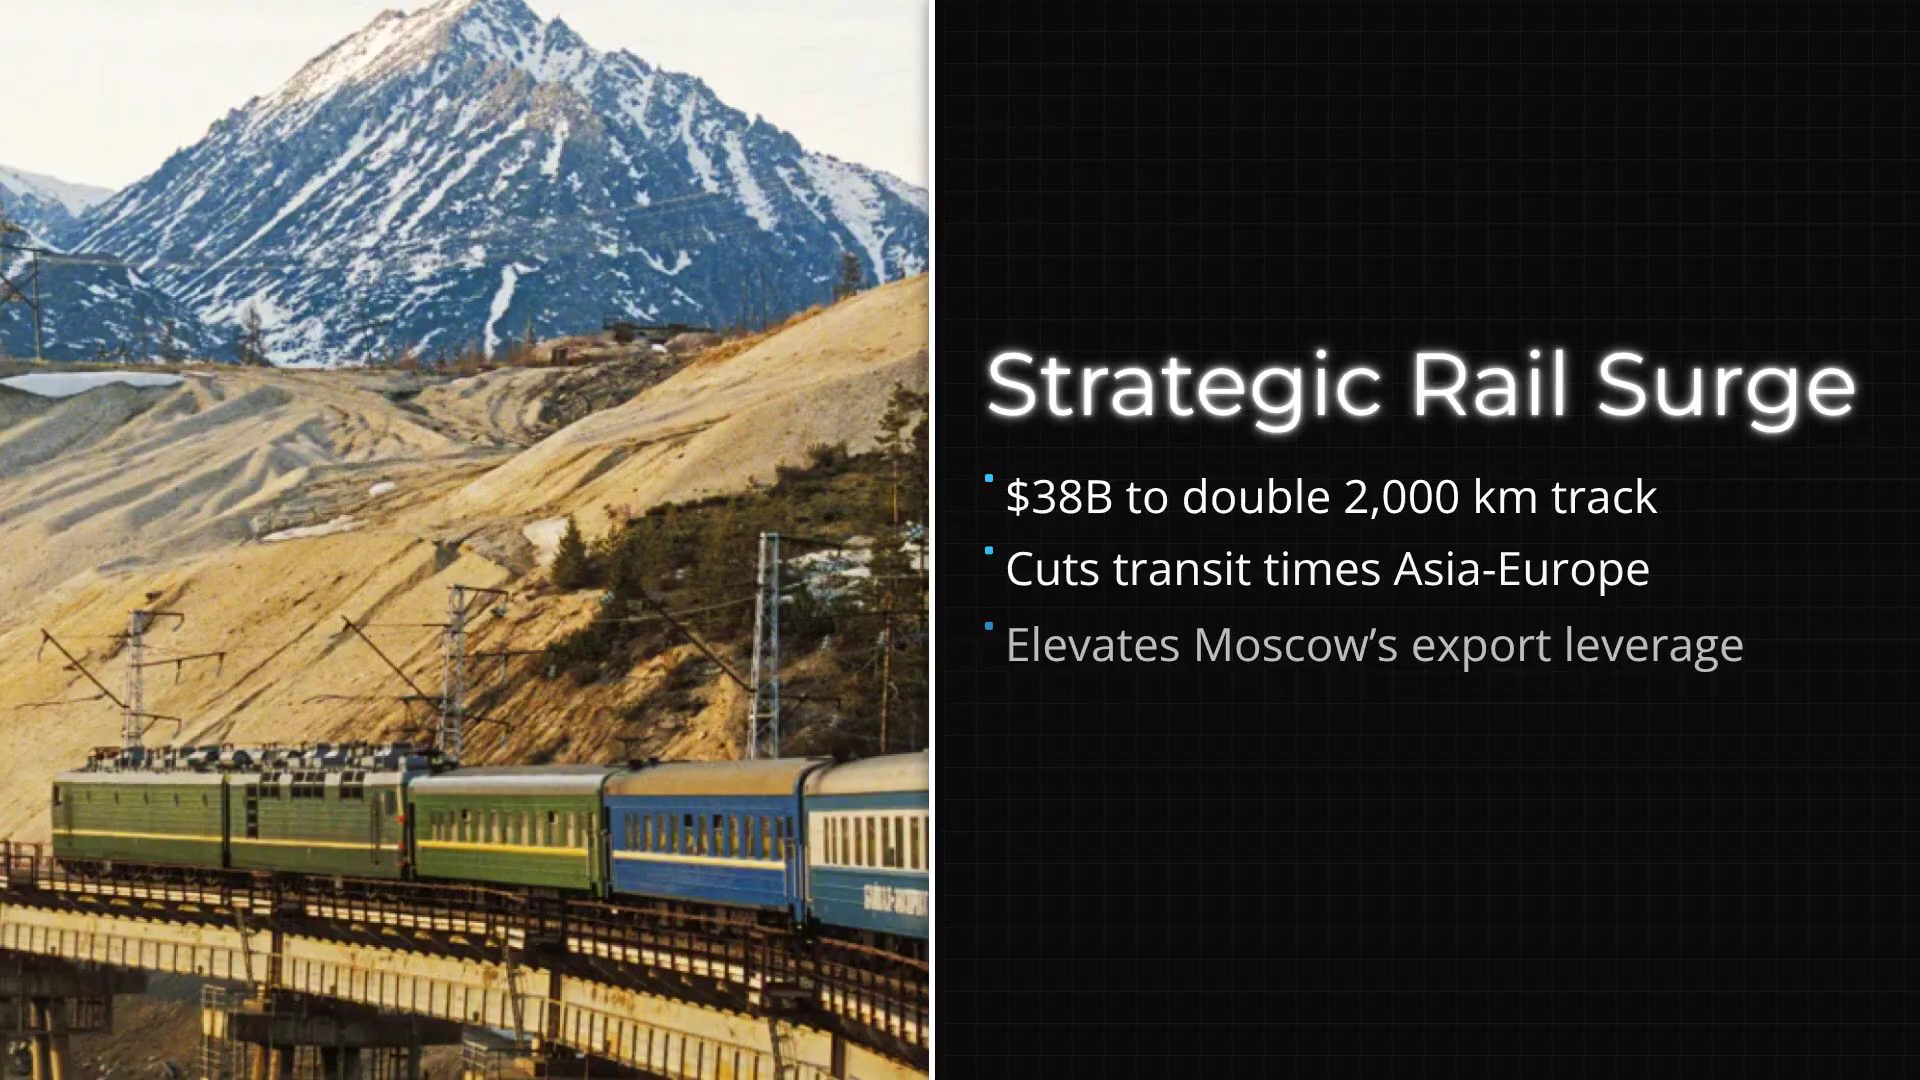 Strategic Rail Surge
$38B to double 2,000 km track
Cuts transit times Asia-Europe
Elevates Moscow’s export leverage